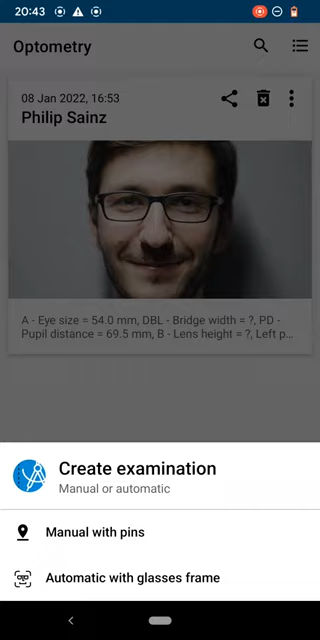 20:43
Optometry
08 Jan 2022, 16:53
Philip Sainz
A - Eye size = 54.0 mm, DBL - Bridge width = ?, PD -
Pupil distance = 69.5 mm, B - Lens height = ?, Left p...
Create examination
Manual or automatic
Manual with pins
Automatic with glasses frame